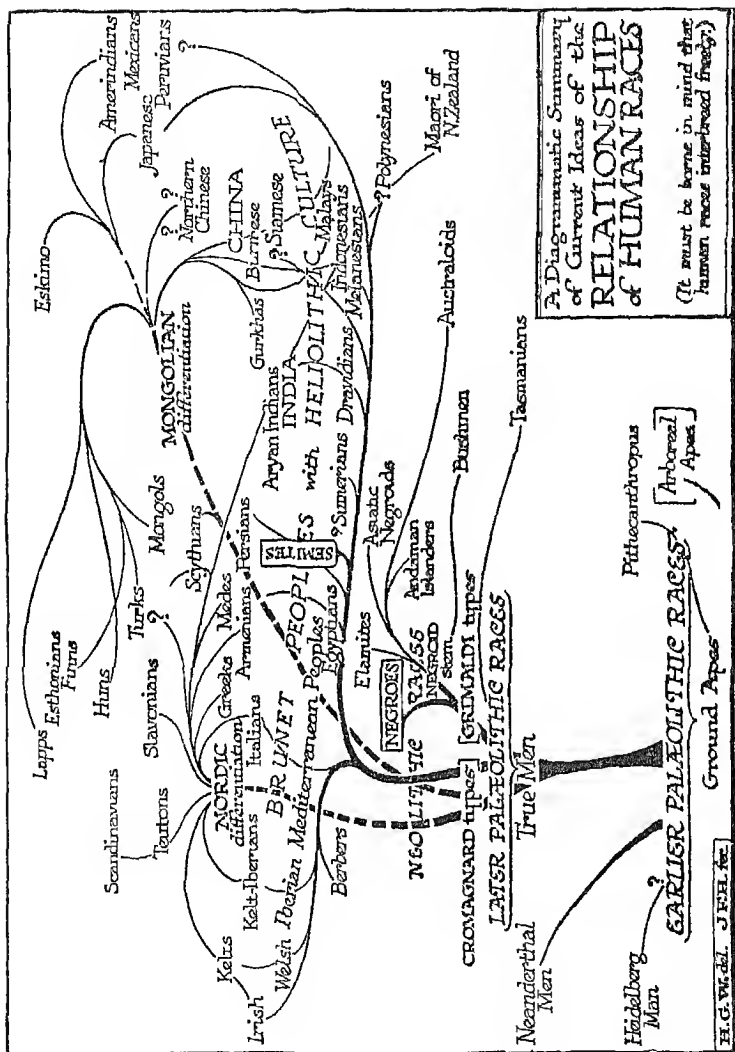 A Diagrammatic Summary
of Current Ideas of the
RELATIONSHIP
of HUMAN RACES
(It must be borne in mind that
human races interbreed freely.)
Amerindians
Mexicans
Peruvians
?
Japanese
Eskimo
MONGOLIAN
differentiation
?
?
Northern
Chinese
CHINA
Burmese
? Siamese
Gurkhas
Malays
Indonesians
Melanesians
? Polynesians
Maori of
N. Zealand
Lapps
Esthonians
Finns
Huns
Turks
Mongols
?
Scythians
Slavonians
Scandinavians
Teutons
NORDIC
differentiation
Greeks
Italians
Medes
Armenians
Persians
Aryan Indians
INDIA
Dravidians
Kelts
Irish
Welsh
Kelt-Iberians
Iberian
BRUNET PEOPLES with HELIOLITHIC CULTURE
Mediterranean Peoples
Egyptians
SEMITES
? Sumerians
Berbers
Elamites
Asiatic
Negroids
Andaman
Islanders
Australoids
Bushmen
Tasmanians
NEGROES
NEGROID
stem
NEOLITHIC RACES
CROMAGNARD types
GRIMALDI types
LATER PALÆOLITHIC RACES
True Men
Neanderthal
Men
Heidelberg
Man
?
Pithecanthropus
EARLIER PALÆOLITHIC RACES
Ground Apes
Arboreal
Apes
H.G.W. del. J.F.H. fec.